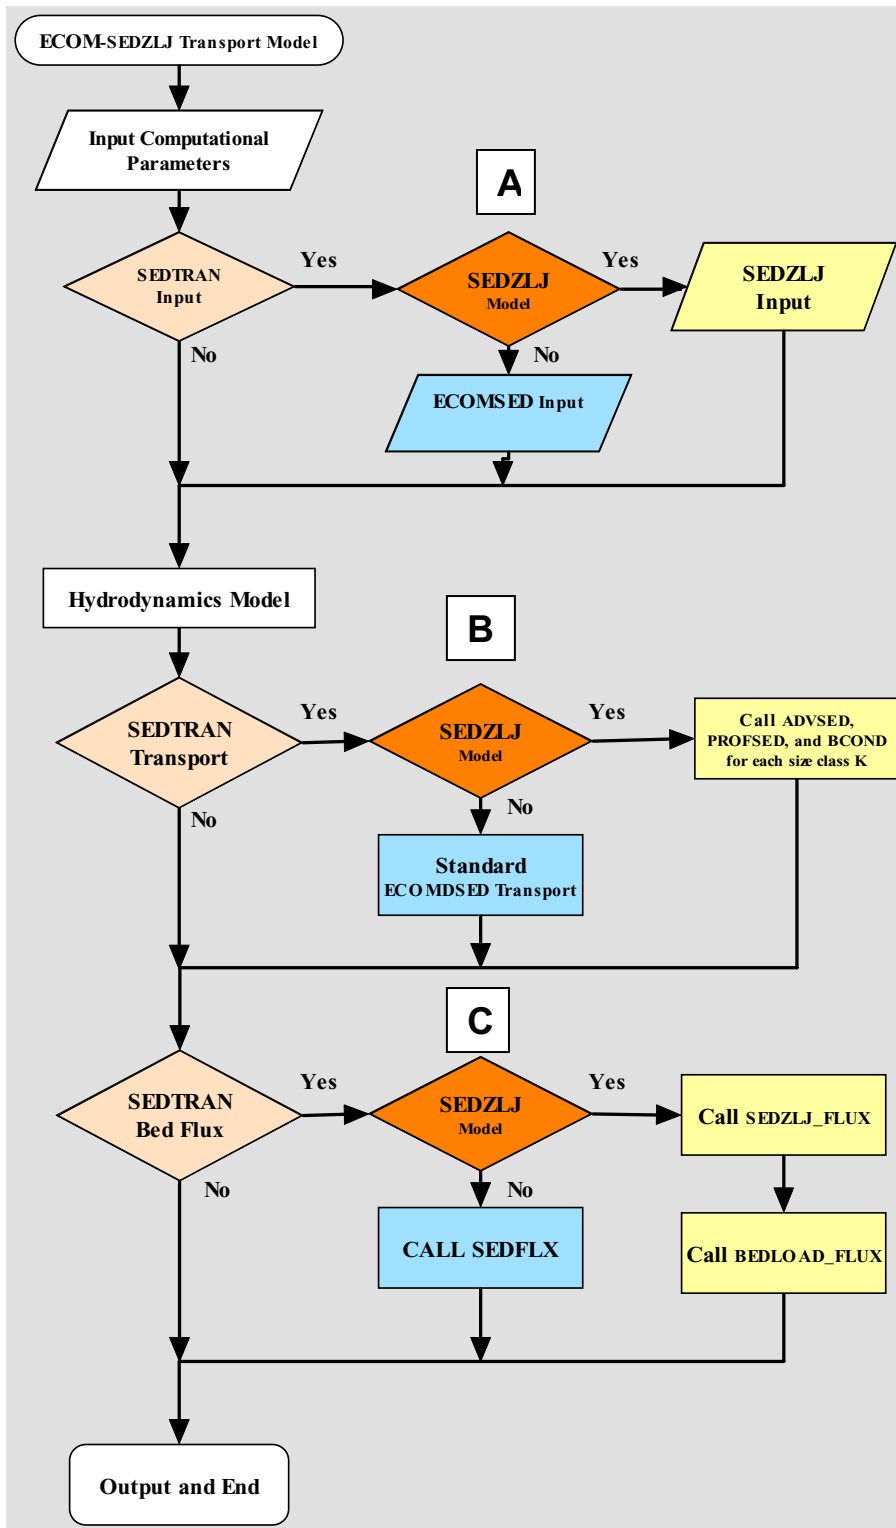 ECOM-SEDZLJ Transport Model
Input Computational
Parameters
A
SEDTRAN
Input
Yes
SEDZLJ
Model
Yes
SEDZLJ
Input
No
No
ECOMSED Input
Hydrodynamics Model
B
SEDTRAN
Transport
Yes
SEDZLJ
Model
Yes
Call ADVSED,
PROFSED, and BCOND
for each size class K
No
No
Standard
ECOMDSED Transport
C
SEDTRAN
Bed Flux
Yes
SEDZLJ
Model
Yes
Call SEDZLJ_FLUX
No
No
CALL SEDFLX
Call BEDLOAD_FLUX
Output and End